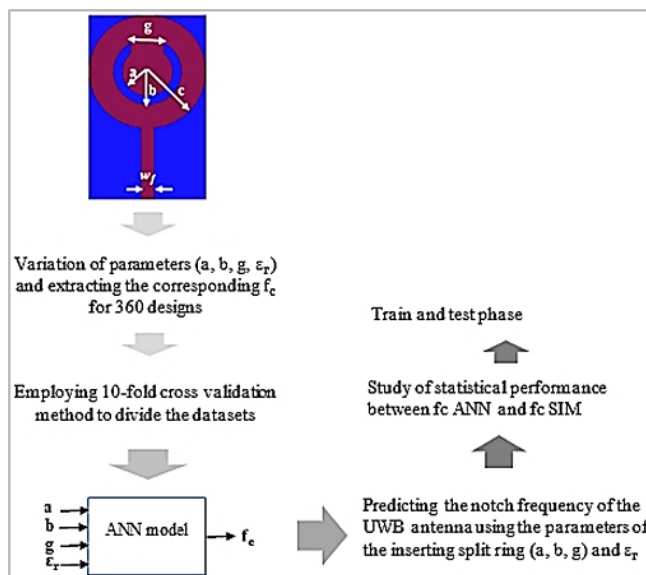 g
a
b
c
wf
Variation of parameters (a, b, g, εr)
and extracting the corresponding fc
for 360 designs
Employing 10-fold cross validation
method to divide the datasets
a
b
g
εr
ANN model
fc
Predicting the notch frequency of the
UWB antenna using the parameters of
the inserting split ring (a, b, g) and εr
Study of statistical performance
between fc ANN and fc SIM
Train and test phase